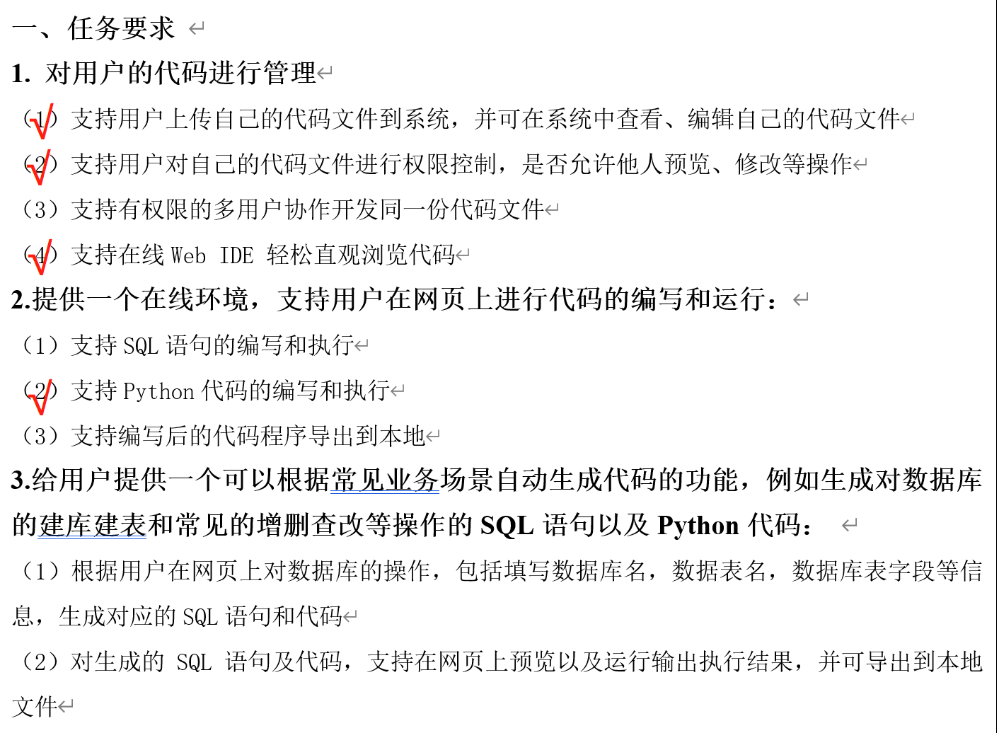 一、任务要求 ↵
1. 对用户的代码进行管理↵
（1）支持用户上传自己的代码文件到系统，并可在系统中查看、编辑自己的代码文件↵
（2）支持用户对自己的代码文件进行权限控制，是否允许他人预览、修改等操作↵
（3）支持有权限的多用户协作开发同一份代码文件↵
（4）支持在线 Web IDE 轻松直观浏览代码↵
2.提供一个在线环境，支持用户在网页上进行代码的编写和运行：↵
（1）支持 SQL 语句的编写和执行↵
（2）支持 Python 代码的编写和执行↵
（3）支持编写后的代码程序导出到本地↵
3.给用户提供一个可以根据常见业务场景自动生成代码的功能，例如生成对数据库
的建库建表和常见的增删查改等操作的 SQL 语句以及 Python 代码： ↵
（1）根据用户在网页上对数据库的操作，包括填写数据库名，数据表名，数据库表字段等信
息，生成对应的 SQL 语句和代码↵
（2）对生成的 SQL 语句及代码，支持在网页上预览以及运行输出执行结果，并可导出到本地
文件↵